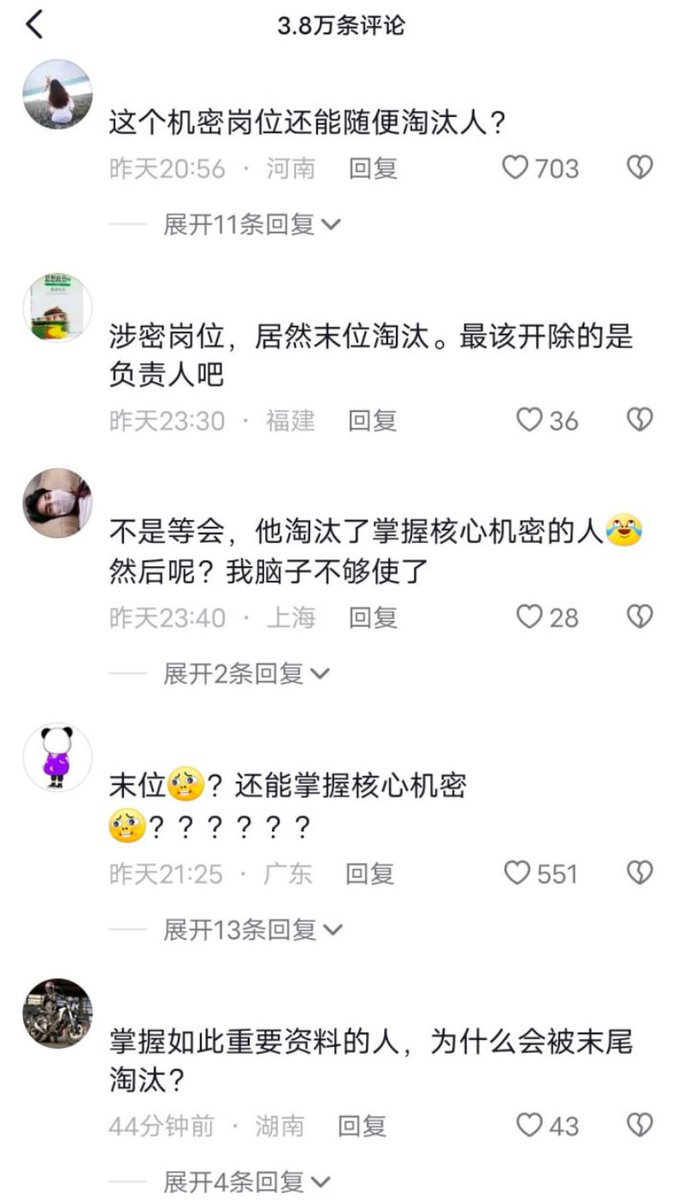 3.8万条评论
这个机密岗位还能随便淘汰人？
昨天20:56 · 河南 回复 703
展开11条回复
涉密岗位，居然末位淘汰。最该开除的是
负责人吧
昨天23:30 · 福建 回复 36
不是等会，他淘汰了掌握核心机密的人😂
然后呢？我脑子不够使了
昨天23:40 · 上海 回复 28
展开2条回复
末位🥺？还能掌握核心机密
🥺？？？？？？
昨天21:25 · 广东 回复 551
展开13条回复
掌握如此重要资料的人，为什么会被末尾
淘汰？
44分钟前 · 湖南 回复 43
展开4条回复